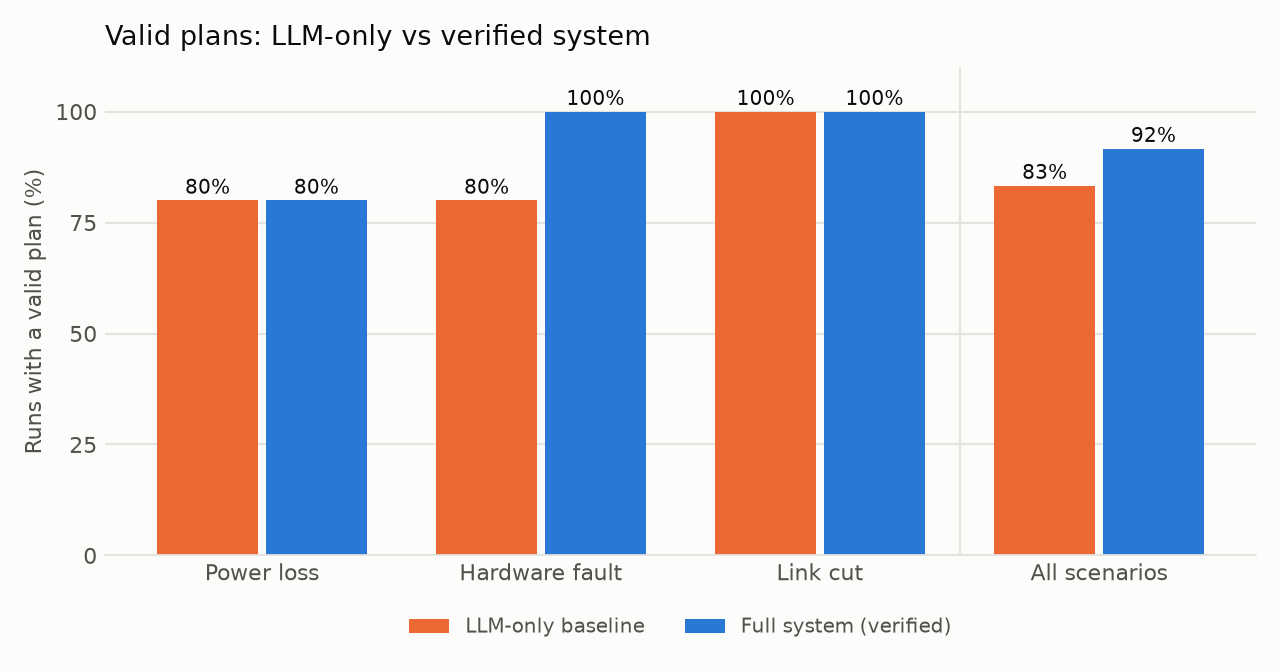 Valid plans: LLM-only vs verified system
Runs with a valid plan (%)
100
75
50
25
0
80%
80%
80%
100%
100%
100%
83%
92%
Power loss
Hardware fault
Link cut
All scenarios
LLM-only baseline
Full system (verified)